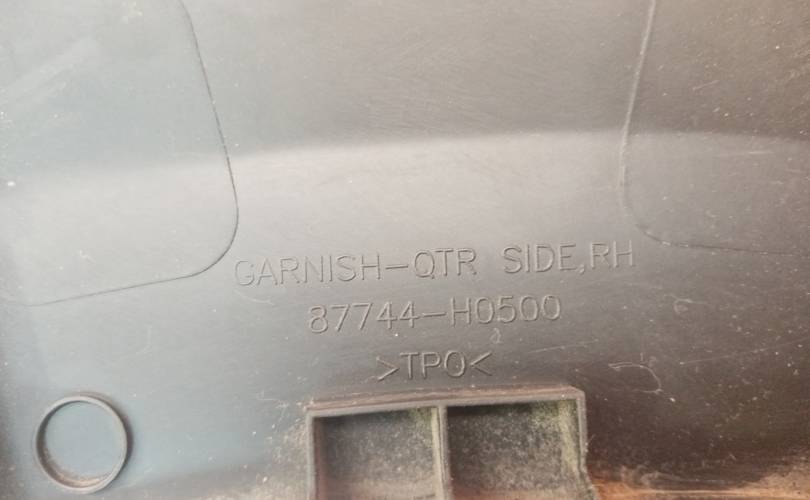 GARNISH-QTR SIDE,RH
87744-H0500
>TPO<